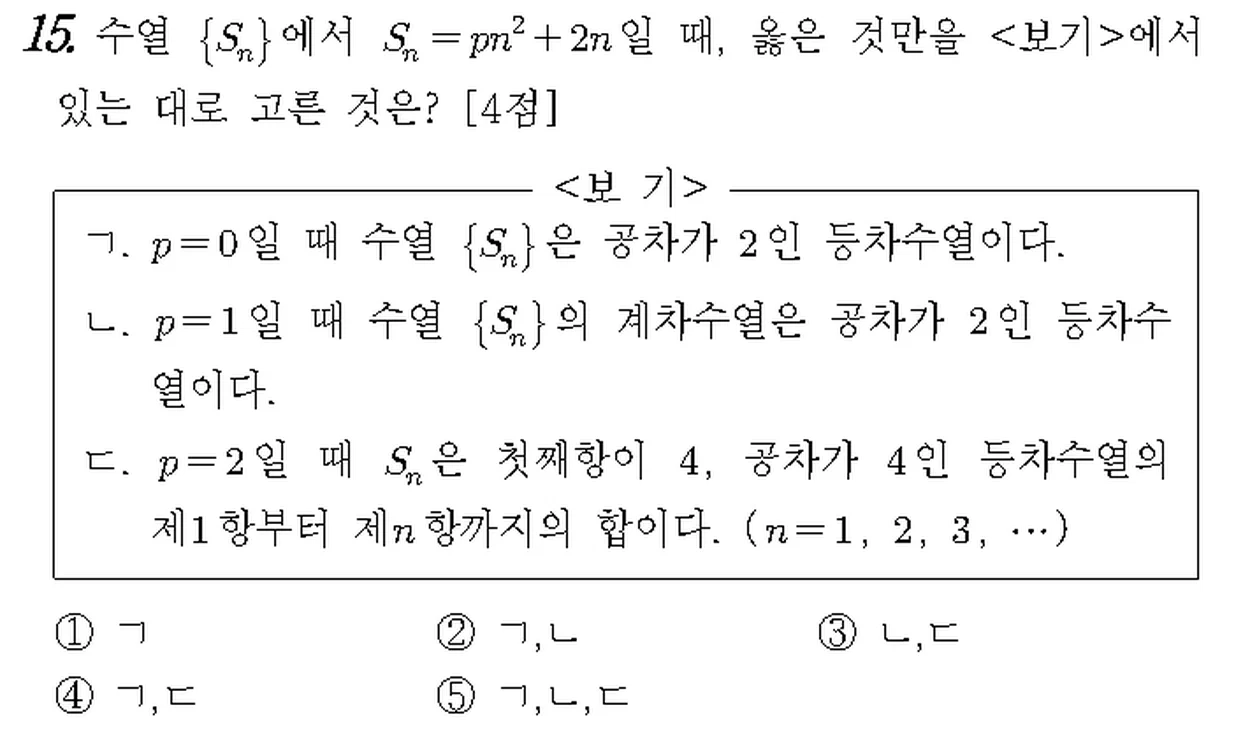 15. 수열 {Sₙ}에서 Sₙ=pn²+2n일 때, 옳은 것만을 <보기>에서
있는 대로 고른 것은? [4점]
<보 기>
ㄱ. p=0일 때 수열 {Sₙ}은 공차가 2인 등차수열이다.
ㄴ. p=1일 때 수열 {Sₙ}의 계차수열은 공차가 2인 등차수
열이다.
ㄷ. p=2일 때 Sₙ은 첫째항이 4, 공차가 4인 등차수열의
제1항부터 제n항까지의 합이다. (n=1, 2, 3, ⋯)
① ㄱ ② ㄱ,ㄴ ③ ㄴ,ㄷ
④ ㄱ,ㄷ ⑤ ㄱ,ㄴ,ㄷ